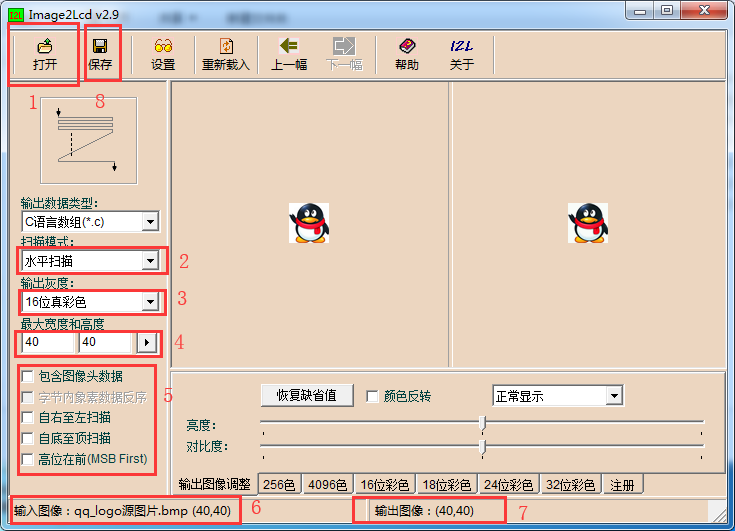 Image2Lcd v2.9
打开 保存 设置 重新载入 上一幅 下一幅 帮助 关于
1 8
输出数据类型:
C语言数组(*.c)
扫描模式:
水平扫描 2
输出灰度:
16位真彩色 3
最大宽度和高度
40 40 4
包含图像头数据
字节内象素数据反序 5
自右至左扫描
自底至顶扫描
高位在前(MSB First)
恢复缺省值 颜色反转 正常显示
亮度:
对比度:
输出图像调整 256色 4096色 16位彩色 18位彩色 24位彩色 32位彩色 注册
输入图像：qq_logo源图片.bmp (40,40) 6 输出图像：(40,40) 7